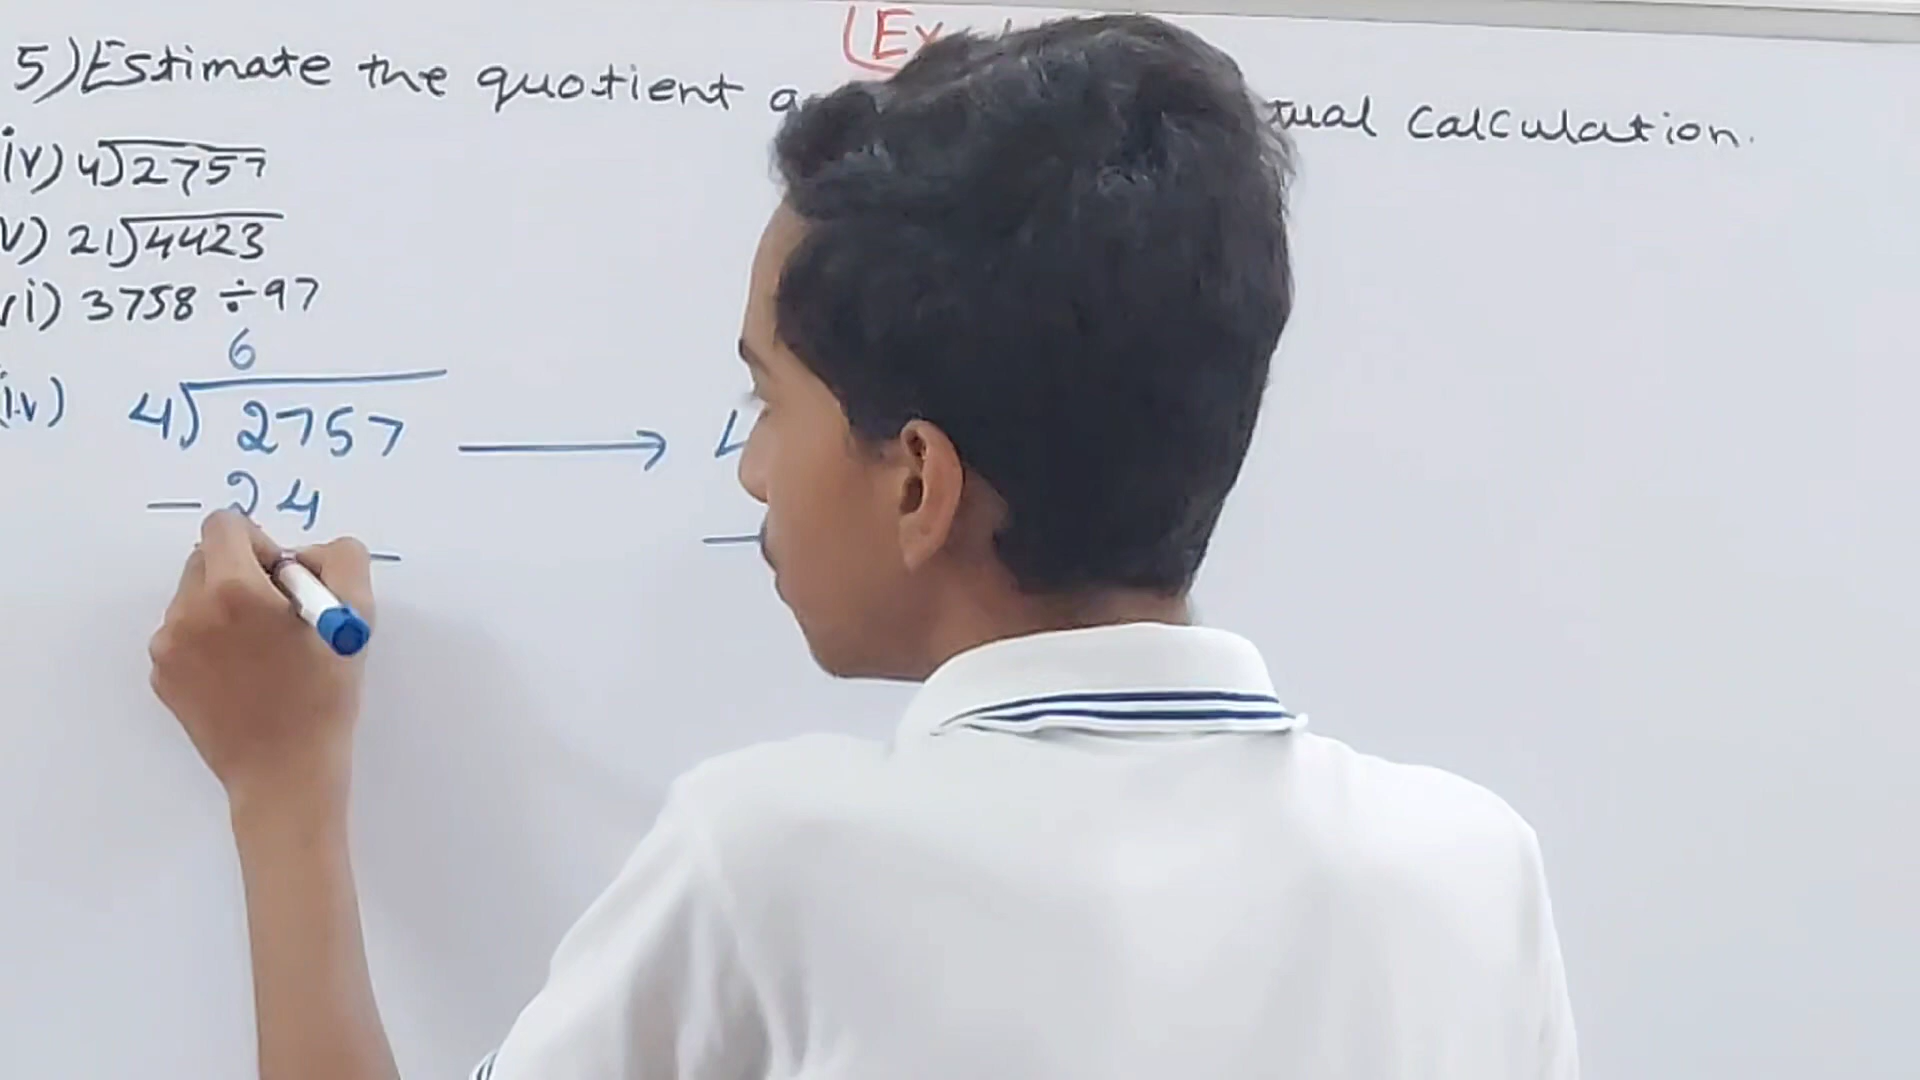 5) Estimate the quotient
tual Calculation.
iv) 4)2757
v) 21)4423
vi) 3758 ÷ 97
6
iv) 4) 2757 →
- 24